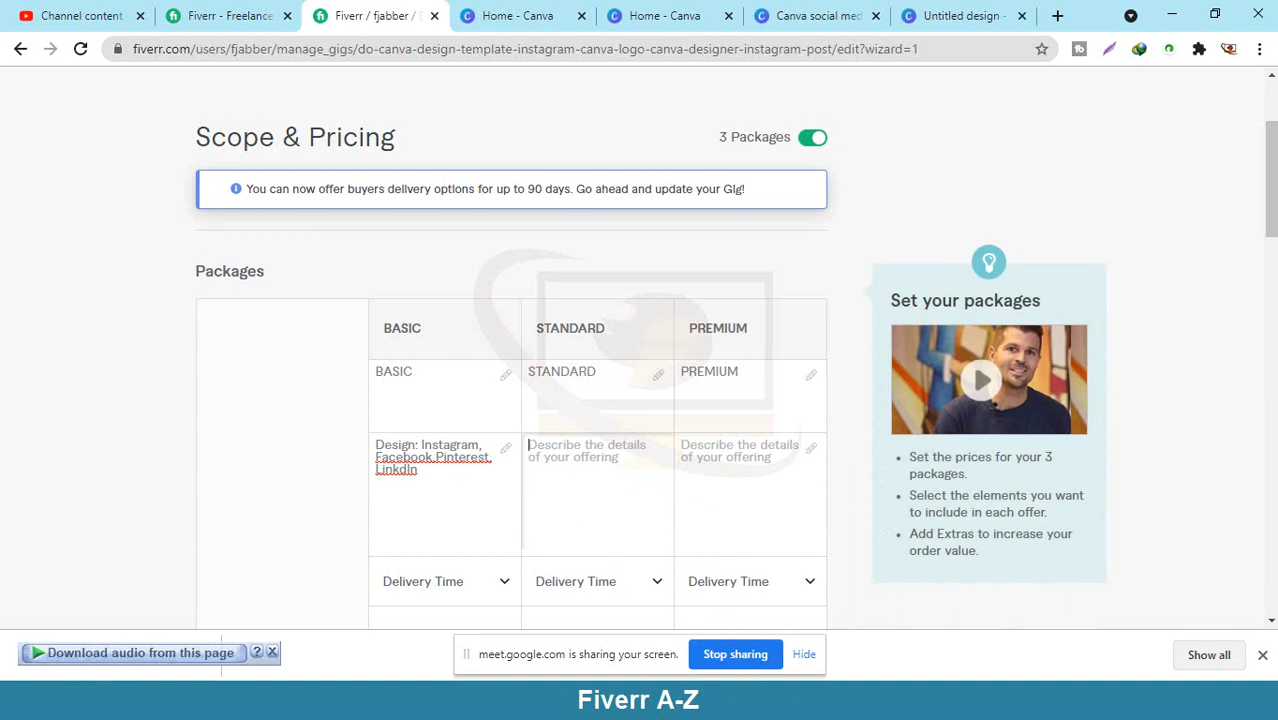 Channel content
Fiverr - Freelance
Fiverr / fjabber / E
Home - Canva
Home - Canva
Canva social med
Untitled design -
fiverr.com/users/fjabber/manage_gigs/do-canva-design-template-instagram-canva-logo-canva-designer-instagram-post/edit?wizard=1
Scope & Pricing
3 Packages
You can now offer buyers delivery options for up to 90 days. Go ahead and update your Gig!
Packages
BASIC STANDARD PREMIUM
BASIC STANDARD PREMIUM
Design: Instagram,
Facebook,Pinterest,
LinkdIn
Describe the details
of your offering
Describe the details
of your offering
Delivery Time Delivery Time Delivery Time
Set your packages
Set the prices for your 3
packages.
Select the elements you want
to include in each offer.
Add Extras to increase your
order value.
Download audio from this page ?
meet.google.com is sharing your screen. Stop sharing Hide
Show all
Fiverr A-Z